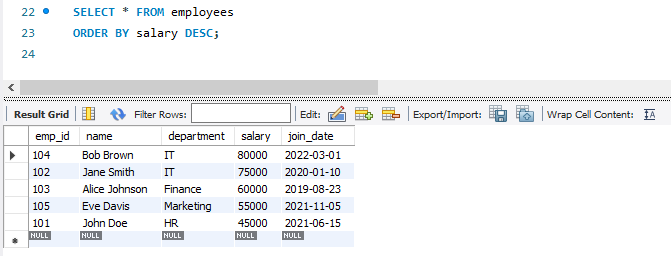 22 SELECT * FROM employees
23 ORDER BY salary DESC;
24
Result Grid Filter Rows: Edit: Export/Import: Wrap Cell Content:
emp_id name department salary join_date
104 Bob Brown IT 80000 2022-03-01
102 Jane Smith IT 75000 2020-01-10
103 Alice Johnson Finance 60000 2019-08-23
105 Eve Davis Marketing 55000 2021-11-05
101 John Doe HR 45000 2021-06-15
NULL NULL NULL NULL NULL